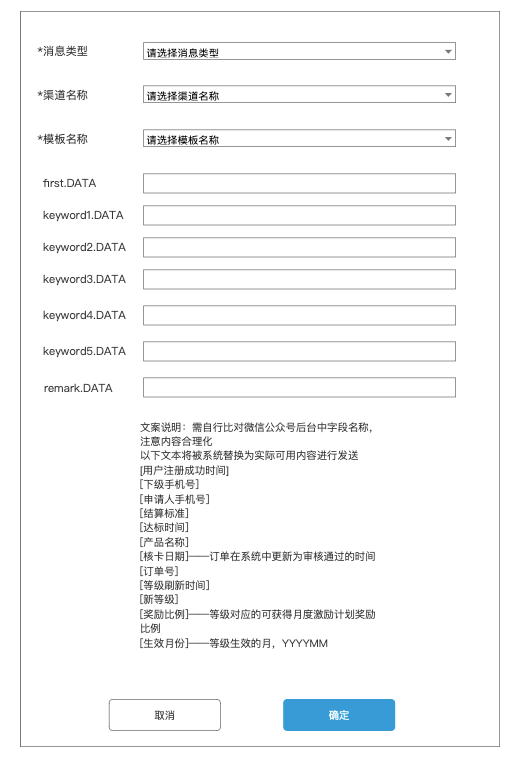 *消息类型
请选择消息类型
*渠道名称
请选择渠道名称
*模板名称
请选择模板名称
first.DATA
keyword1.DATA
keyword2.DATA
keyword3.DATA
keyword4.DATA
keyword5.DATA
remark.DATA
文案说明：需自行比对微信公众号后台中字段名称，
注意内容合理化
以下文本将被系统替换为实际可用内容进行发送
[用户注册成功时间]
[下级手机号]
[申请人手机号]
[结算标准]
[达标时间]
[产品名称]
[核卡日期]——订单在系统中更新为审核通过的时间
[订单号]
[等级刷新时间]
[新等级]
[奖励比例]——等级对应的可获得月度激励计划奖励
比例
[生效月份]——等级生效的月，YYYYMM
取消
确定